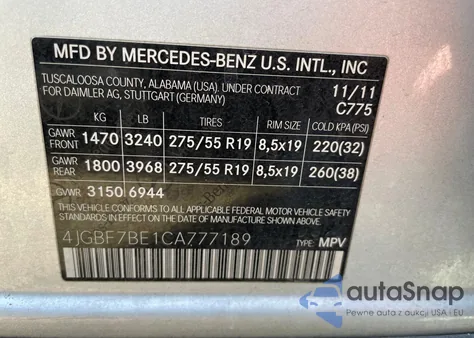 MFD BY MERCEDES-BENZ U.S. INTL., INC
TUSCALOOSA COUNTY, ALABAMA (USA). UNDER CONTRACT 11/11
FOR DAIMLER AG, STUTTGART (GERMANY) C775
KG LB TIRES RIM SIZE COLD KPA (PSI)
GAWR FRONT 1470 3240 275/55 R19 8,5x19 220(32)
GAWR REAR 1800 3968 275/55 R19 8,5x19 260(38)
GVWR 3150 6944
THIS VEHICLE CONFORMS TO ALL APPLICABLE FEDERAL MOTOR VEHICLE SAFETY
STANDARDS IN EFFECT ON THE DATE OF MANUFACTURE SHOWN ABOVE.
4JGBF7BE1CA777189 TYPE: MPV
autoSnap
Pewne auta z aukcji USA i EU